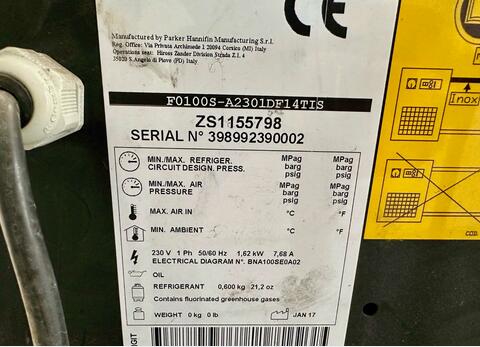 CE
Manufactured by Parker Hannifin Manufacturing S.r.l.
Reg. Office: Via Privata Archimede 1 20094 Corsico (MI) Italy
Operations seat: Hiross Zander Division Strada Z.I. 4
35020 S.Angelo di Piove (PD) Italy
F0100S-A2301DF14TIS
ZS1155798
SERIAL N° 398992390002
MIN./MAX. REFRIGER. CIRCUIT DESIGN. PRESS. MPag barg psig MPag barg psig
MIN./MAX. AIR PRESSURE MPag barg psig MPag barg psig
MAX. AIR IN °C °F
MIN. AMBIENT °C °F
230 V 1 Ph 50/60 Hz 1,62 kW 7,68 A
ELECTRICAL DIAGRAM N°. BNA100SE0A02
OIL
REFRIGERANT 0,600 kg 21,2 oz
Contains fluorinated greenhouse gases
WEIGHT 0 kg 0 lb JAN 17
DIGIT
Inox
COD.